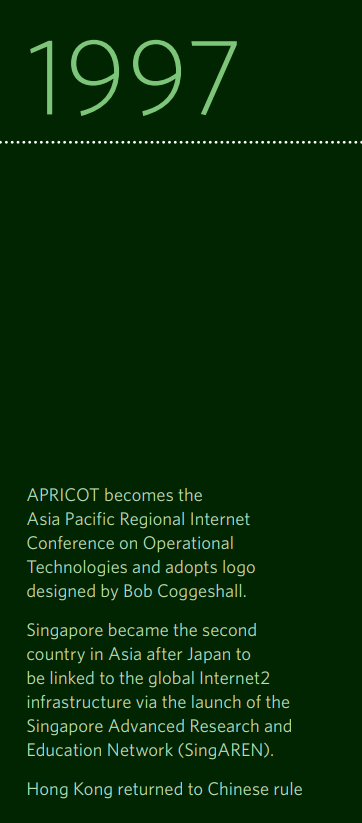 1997
APRICOT becomes the
Asia Pacific Regional Internet
Conference on Operational
Technologies and adopts logo
designed by Bob Coggeshall.
Singapore became the second
country in Asia after Japan to
be linked to the global Internet2
infrastructure via the launch of the
Singapore Advanced Research and
Education Network (SingAREN).
Hong Kong returned to Chinese rule